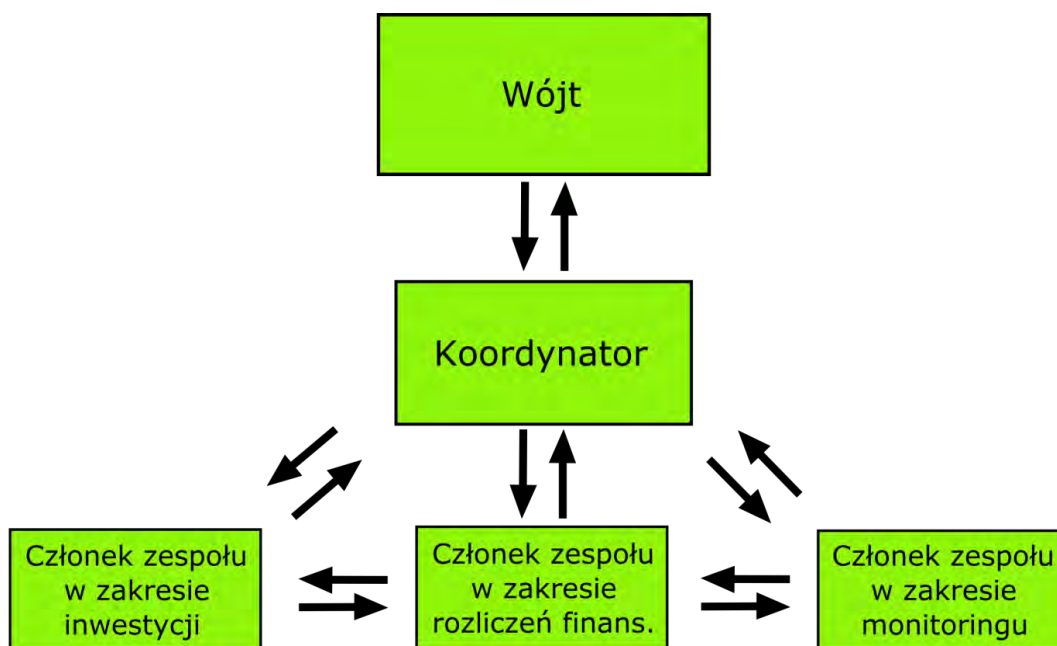 Wójt
Koordynator
Członek zespołu
w zakresie
inwestycji
Członek zespołu
w zakresie
rozliczeń finans.
Członek zespołu
w zakresie
monitoringu